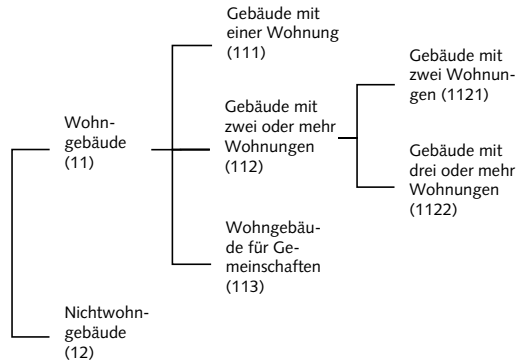 Gebäude mit
einer Wohnung
(111)
Gebäude mit
zwei Wohnun-
gen (1121)
Wohn-
gebäude
(11)
Gebäude mit
zwei oder mehr
Wohnungen
(112)
Gebäude mit
drei oder mehr
Wohnungen
(1122)
Wohngebäu-
de für Ge-
meinschaften
(113)
Nichtwohn-
gebäude
(12)